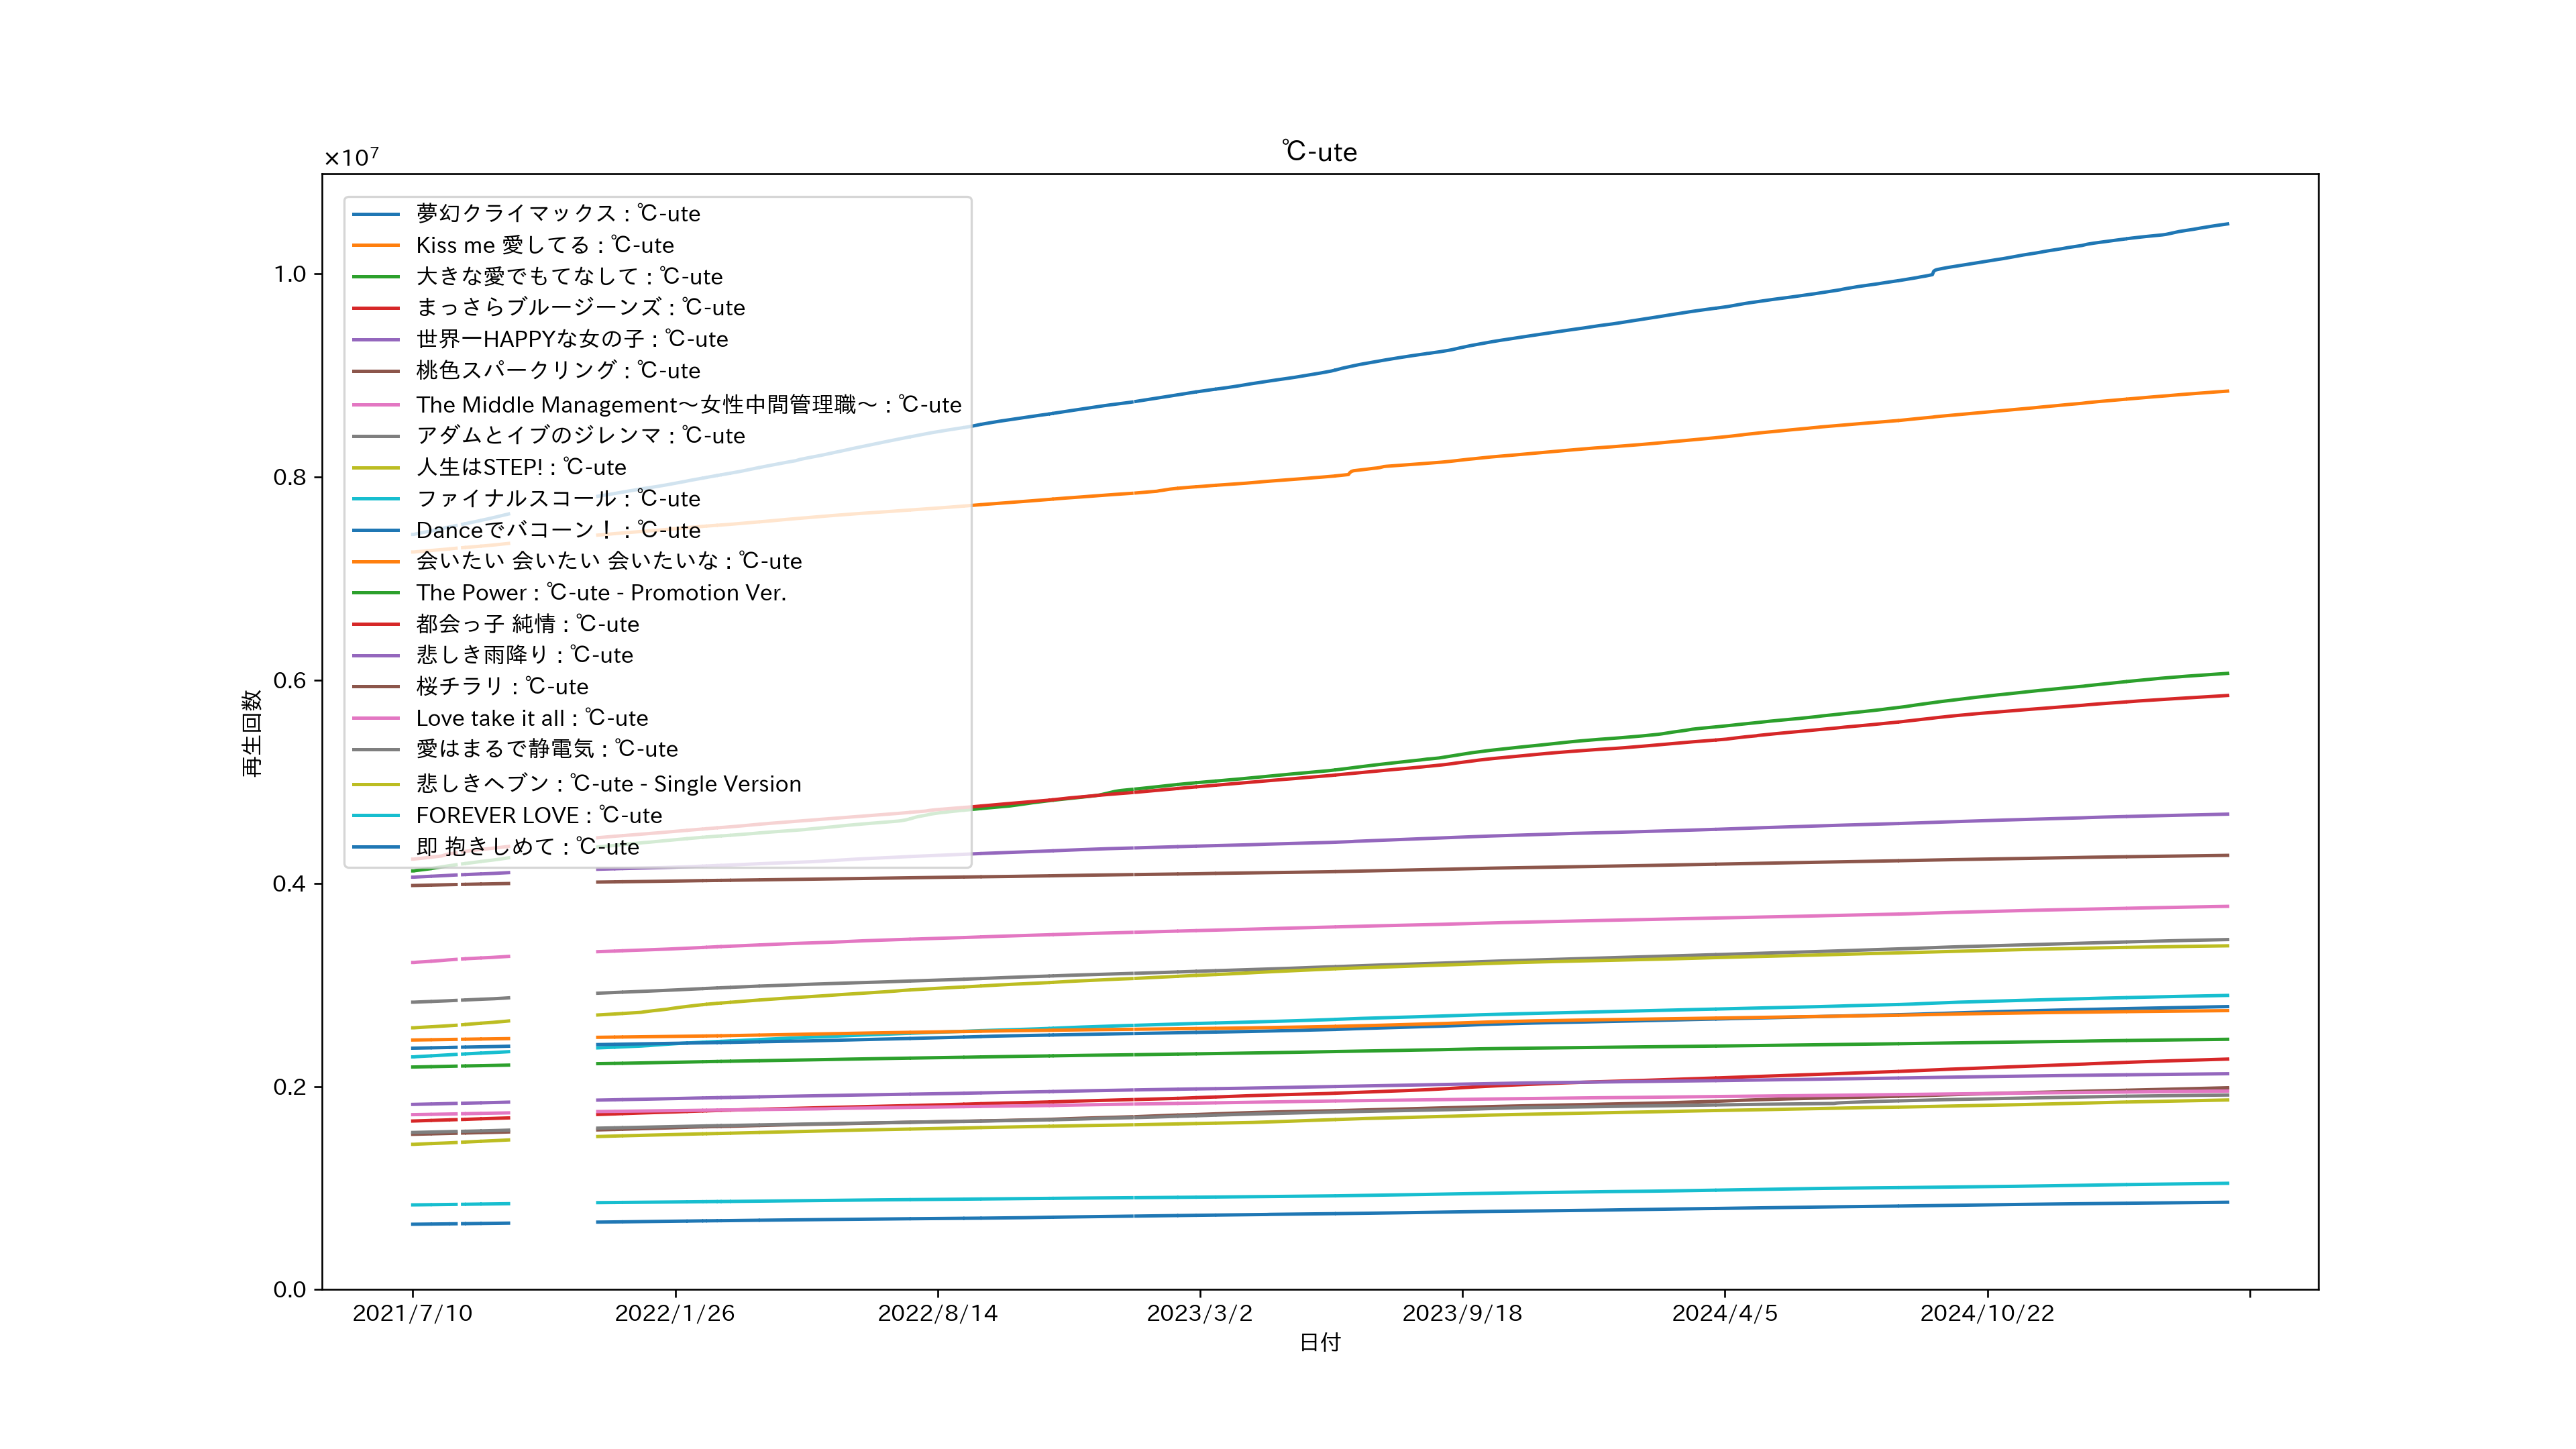 ℃-ute
×10⁷
1.0
0.8
0.6
0.4
0.2
0.0
再生回数
夢幻クライマックス : ℃-ute
Kiss me 愛してる : ℃-ute
大きな愛でもてなして : ℃-ute
まっさらブルージーンズ : ℃-ute
世界一HAPPYな女の子 : ℃-ute
桃色スパークリング : ℃-ute
The Middle Management〜女性中間管理職〜 : ℃-ute
アダムとイブのジレンマ : ℃-ute
人生はSTEP! : ℃-ute
ファイナルスコール : ℃-ute
Danceでバコーン！ : ℃-ute
会いたい 会いたい 会いたいな : ℃-ute
The Power : ℃-ute - Promotion Ver.
都会っ子 純情 : ℃-ute
悲しき雨降り : ℃-ute
桜チラリ : ℃-ute
Love take it all : ℃-ute
愛はまるで静電気 : ℃-ute
悲しきヘブン : ℃-ute - Single Version
FOREVER LOVE : ℃-ute
即 抱きしめて : ℃-ute
2021/7/10
2022/1/26
2022/8/14
2023/3/2
2023/9/18
2024/4/5
2024/10/22
日付